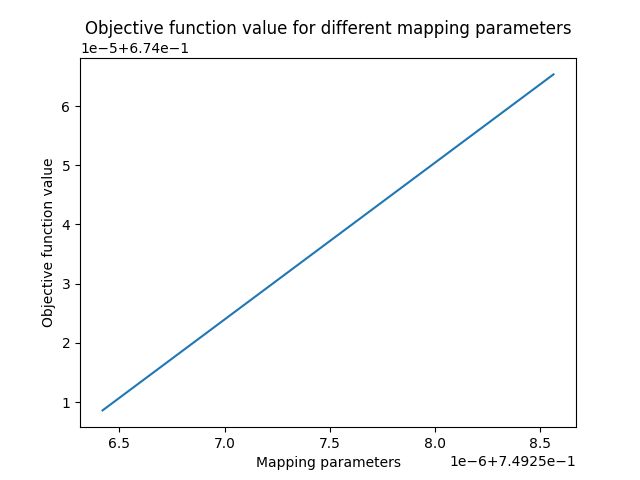 Objective function value for different mapping parameters
1e−5+6.74e−1
6
5
4
3
2
1
Objective function value
6.5 7.0 7.5 8.0 8.5
Mapping parameters
1e−6+7.4925e−1